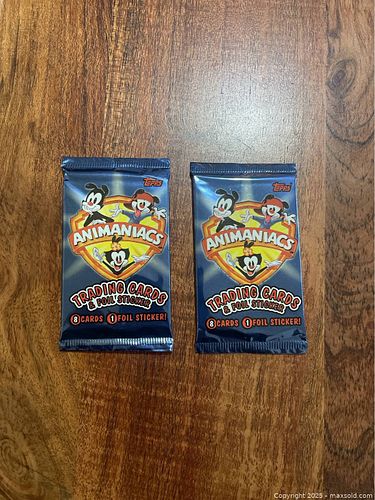 TOPPS
ANIMANIACS
TRADING CARDS
& FOIL STICKER
8 CARDS 1 FOIL STICKER!
TOPPS
ANIMANIACS
TRADING CARDS
& FOIL STICKER
8 CARDS 1 FOIL STICKER!
Copyright 2025 - maxsold.com